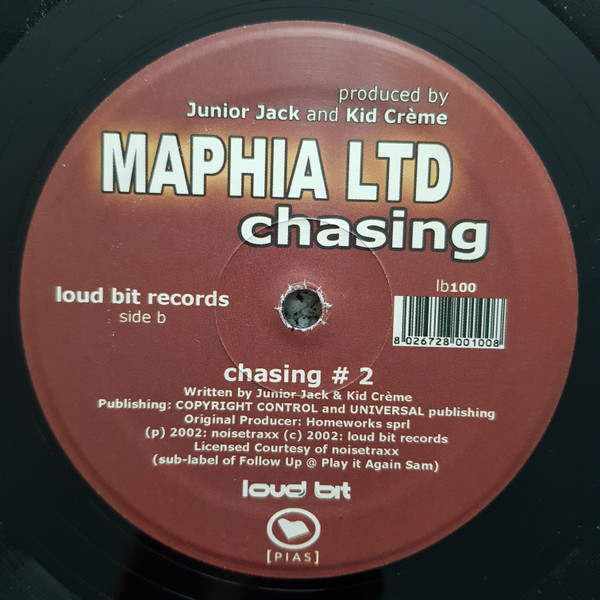 produced by
Junior Jack and Kid Crème
MAPHIA LTD
chasing
loud bit records
side b
lb100
8 026728 001008
chasing # 2
Written by Junior Jack & Kid Crème
Publishing: COPYRIGHT CONTROL and UNIVERSAL publishing
Original Producer: Homeworks sprl
(p) 2002: noisetraxx (c) 2002: loud bit records
Licensed Courtesy of noisetraxx
(sub-label of Follow Up @ Play it Again Sam)
loud bit
[PIAS]